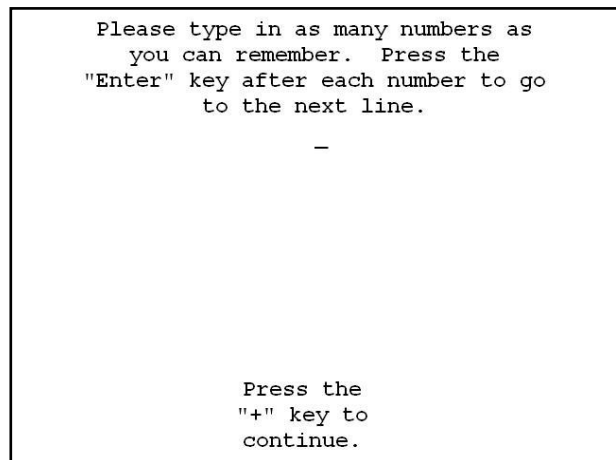 Please type in as many numbers as
you can remember.  Press the
"Enter" key after each number to go
to the next line.
_
Press the
"+" key to
continue.